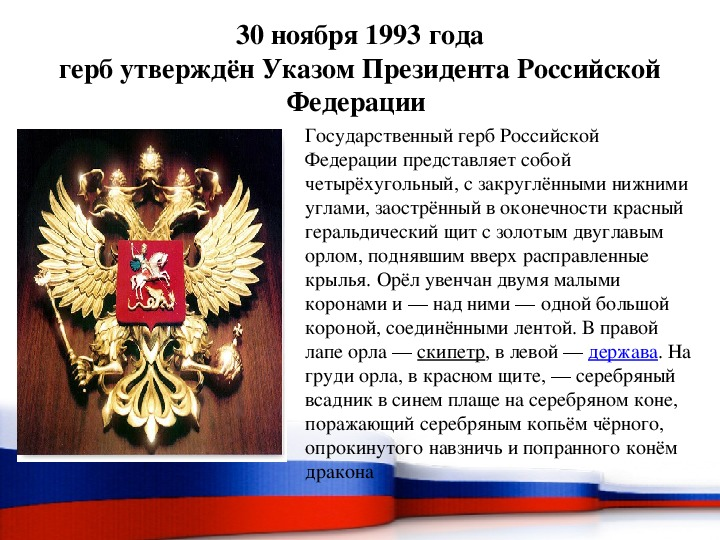 30 ноября 1993 года
герб утверждён Указом Президента Российской
Федерации
Государственный герб Российской
Федерации представляет собой
четырёхугольный, с закруглёнными нижними
углами, заострённый в оконечности красный
геральдический щит с золотым двуглавым
орлом, поднявшим вверх расправленные
крылья. Орёл увенчан двумя малыми
коронами и — над ними — одной большой
короной, соединёнными лентой. В правой
лапе орла — скипетр, в левой — держава. На
груди орла, в красном щите, — серебряный
всадник в синем плаще на серебряном коне,
поражающий серебряным копьём чёрного,
опрокинутого навзничь и попранного конём
дракона